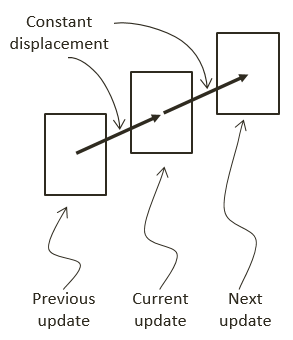 Constant
displacement
Previous
update
Current
update
Next
update